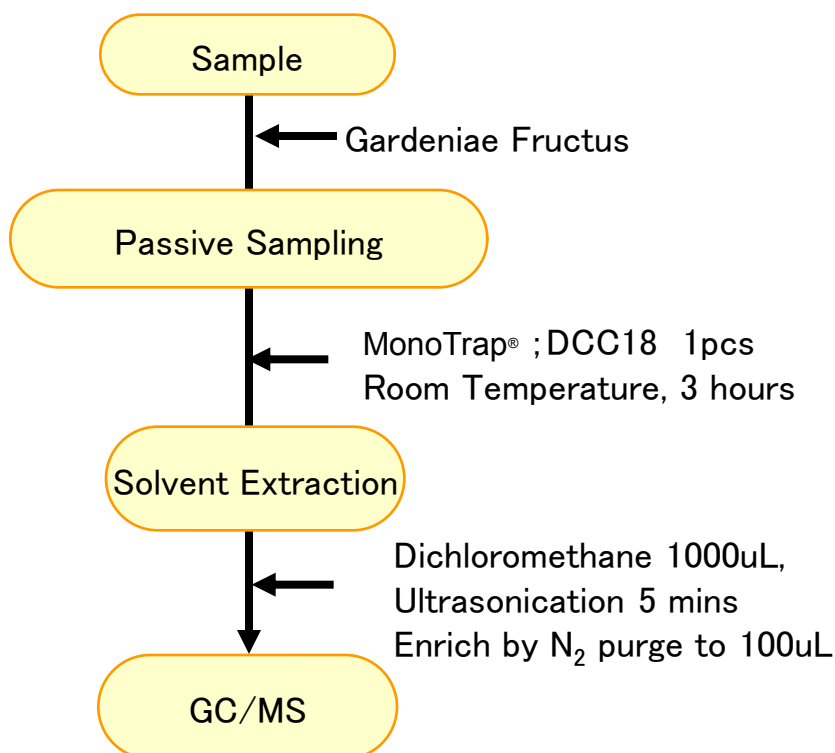 Sample
Gardeniae Fructus
Passive Sampling
MonoTrap® ;DCC18 1pcs
Room Temperature, 3 hours
Solvent Extraction
Dichloromethane 1000uL,
Ultrasonication 5 mins
Enrich by N₂ purge to 100uL
GC/MS